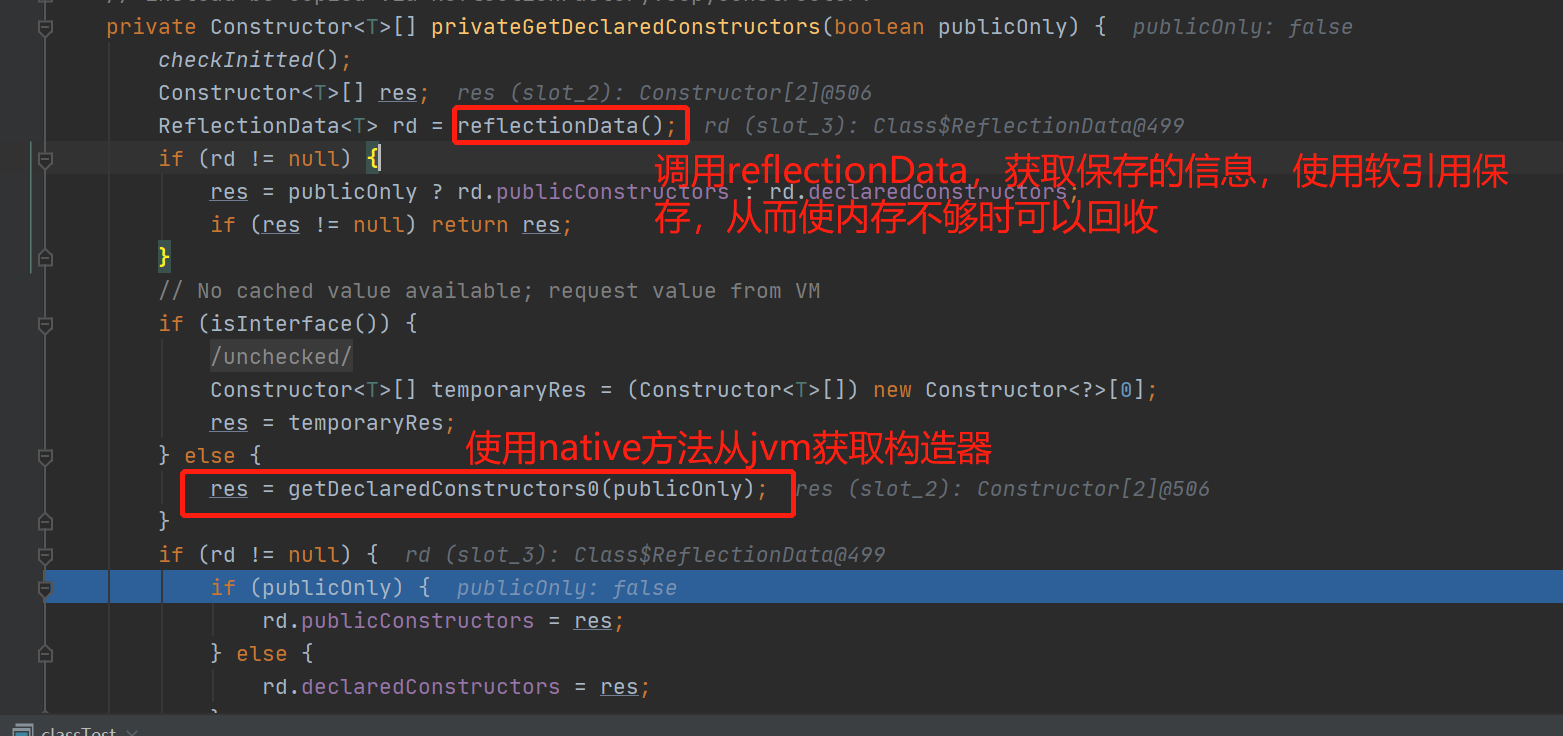 private Constructor<T>[] privateGetDeclaredConstructors(boolean publicOnly) { publicOnly: false
checkInitted();
Constructor<T>[] res; res (slot_2): Constructor[2]@506
ReflectionData<T> rd = reflectionData(); rd (slot_3): Class$ReflectionData@499
if (rd != null) {
调用reflectionData，获取保存的信息，使用软引用保
res = publicOnly ? rd.publicConstructors : rd.declaredConstructors;
存，从而使内存不够时可以回收
if (res != null) return res;
}
// No cached value available; request value from VM
if (isInterface()) {
/unchecked/
Constructor<T>[] temporaryRes = (Constructor<T>[]) new Constructor<?>[0];
res = temporaryRes;
使用native方法从jvm获取构造器
} else {
res = getDeclaredConstructors0(publicOnly); res (slot_2): Constructor[2]@506
}
if (rd != null) { rd (slot_3): Class$ReflectionData@499
if (publicOnly) { publicOnly: false
rd.publicConstructors = res;
} else {
rd.declaredConstructors = res;
classTest